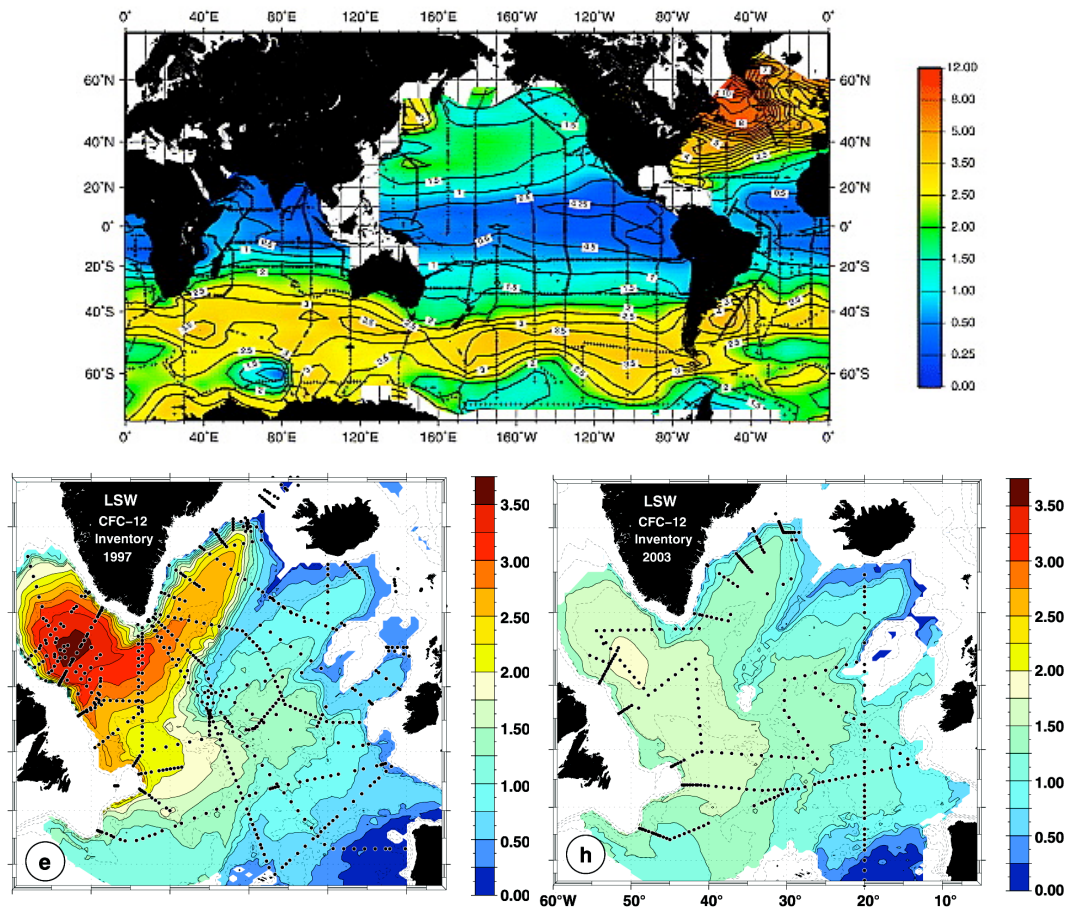 0° 40°E 80°E 120°E 160°E 160°W 120°W 80°W 40°W 0°
60°N 60°N
40°N 40°N
20°N 20°N
0° 0°
20°S 20°S
40°S 40°S
60°S 60°S
0° 40°E 80°E 120°E 160°E 160°W 120°W 80°W 40°W 0°
12.00
8.00
5.00
3.50
2.50
2.00
1.50
1.00
0.50
0.25
0.00
LSW
CFC-12
Inventory
1997
e
3.50
3.00
2.50
2.00
1.50
1.00
0.50
0.00
LSW
CFC-12
Inventory
2003
h
60°W 50° 40° 30° 20° 10°
3.50
3.00
2.50
2.00
1.50
1.00
0.50
0.00